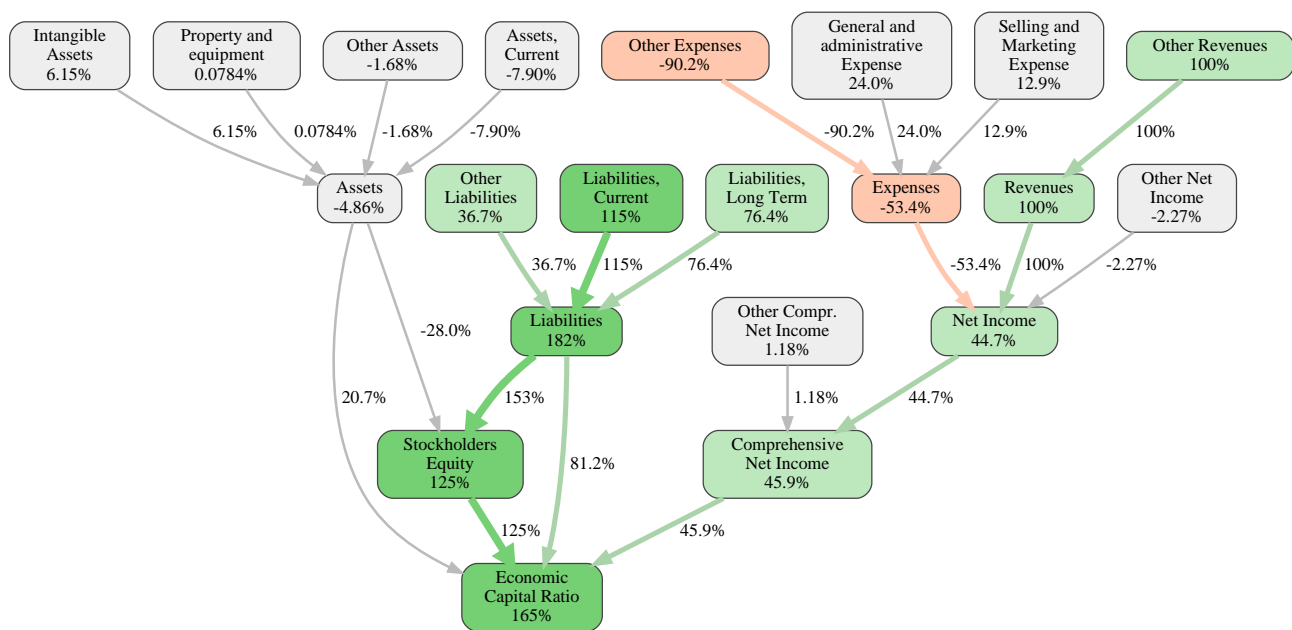 Intangible
Assets
6.15%
Property and
equipment
0.0784%
Other Assets
-1.68%
Assets,
Current
-7.90%
Other Expenses
-90.2%
General and
administrative
Expense
24.0%
Selling and
Marketing
Expense
12.9%
Other Revenues
100%
6.15%
0.0784%
-1.68%
-7.90%
-90.2%
24.0%
12.9%
100%
Assets
-4.86%
Other
Liabilities
36.7%
Liabilities,
Current
115%
Liabilities,
Long Term
76.4%
Expenses
-53.4%
Revenues
100%
Other Net
Income
-2.27%
36.7%
115%
76.4%
-53.4%
100%
-2.27%
-28.0%
Liabilities
182%
Other Compr.
Net Income
1.18%
Net Income
44.7%
20.7%
153%
1.18%
44.7%
Stockholders
Equity
125%
81.2%
Comprehensive
Net Income
45.9%
125%
45.9%
Economic
Capital Ratio
165%